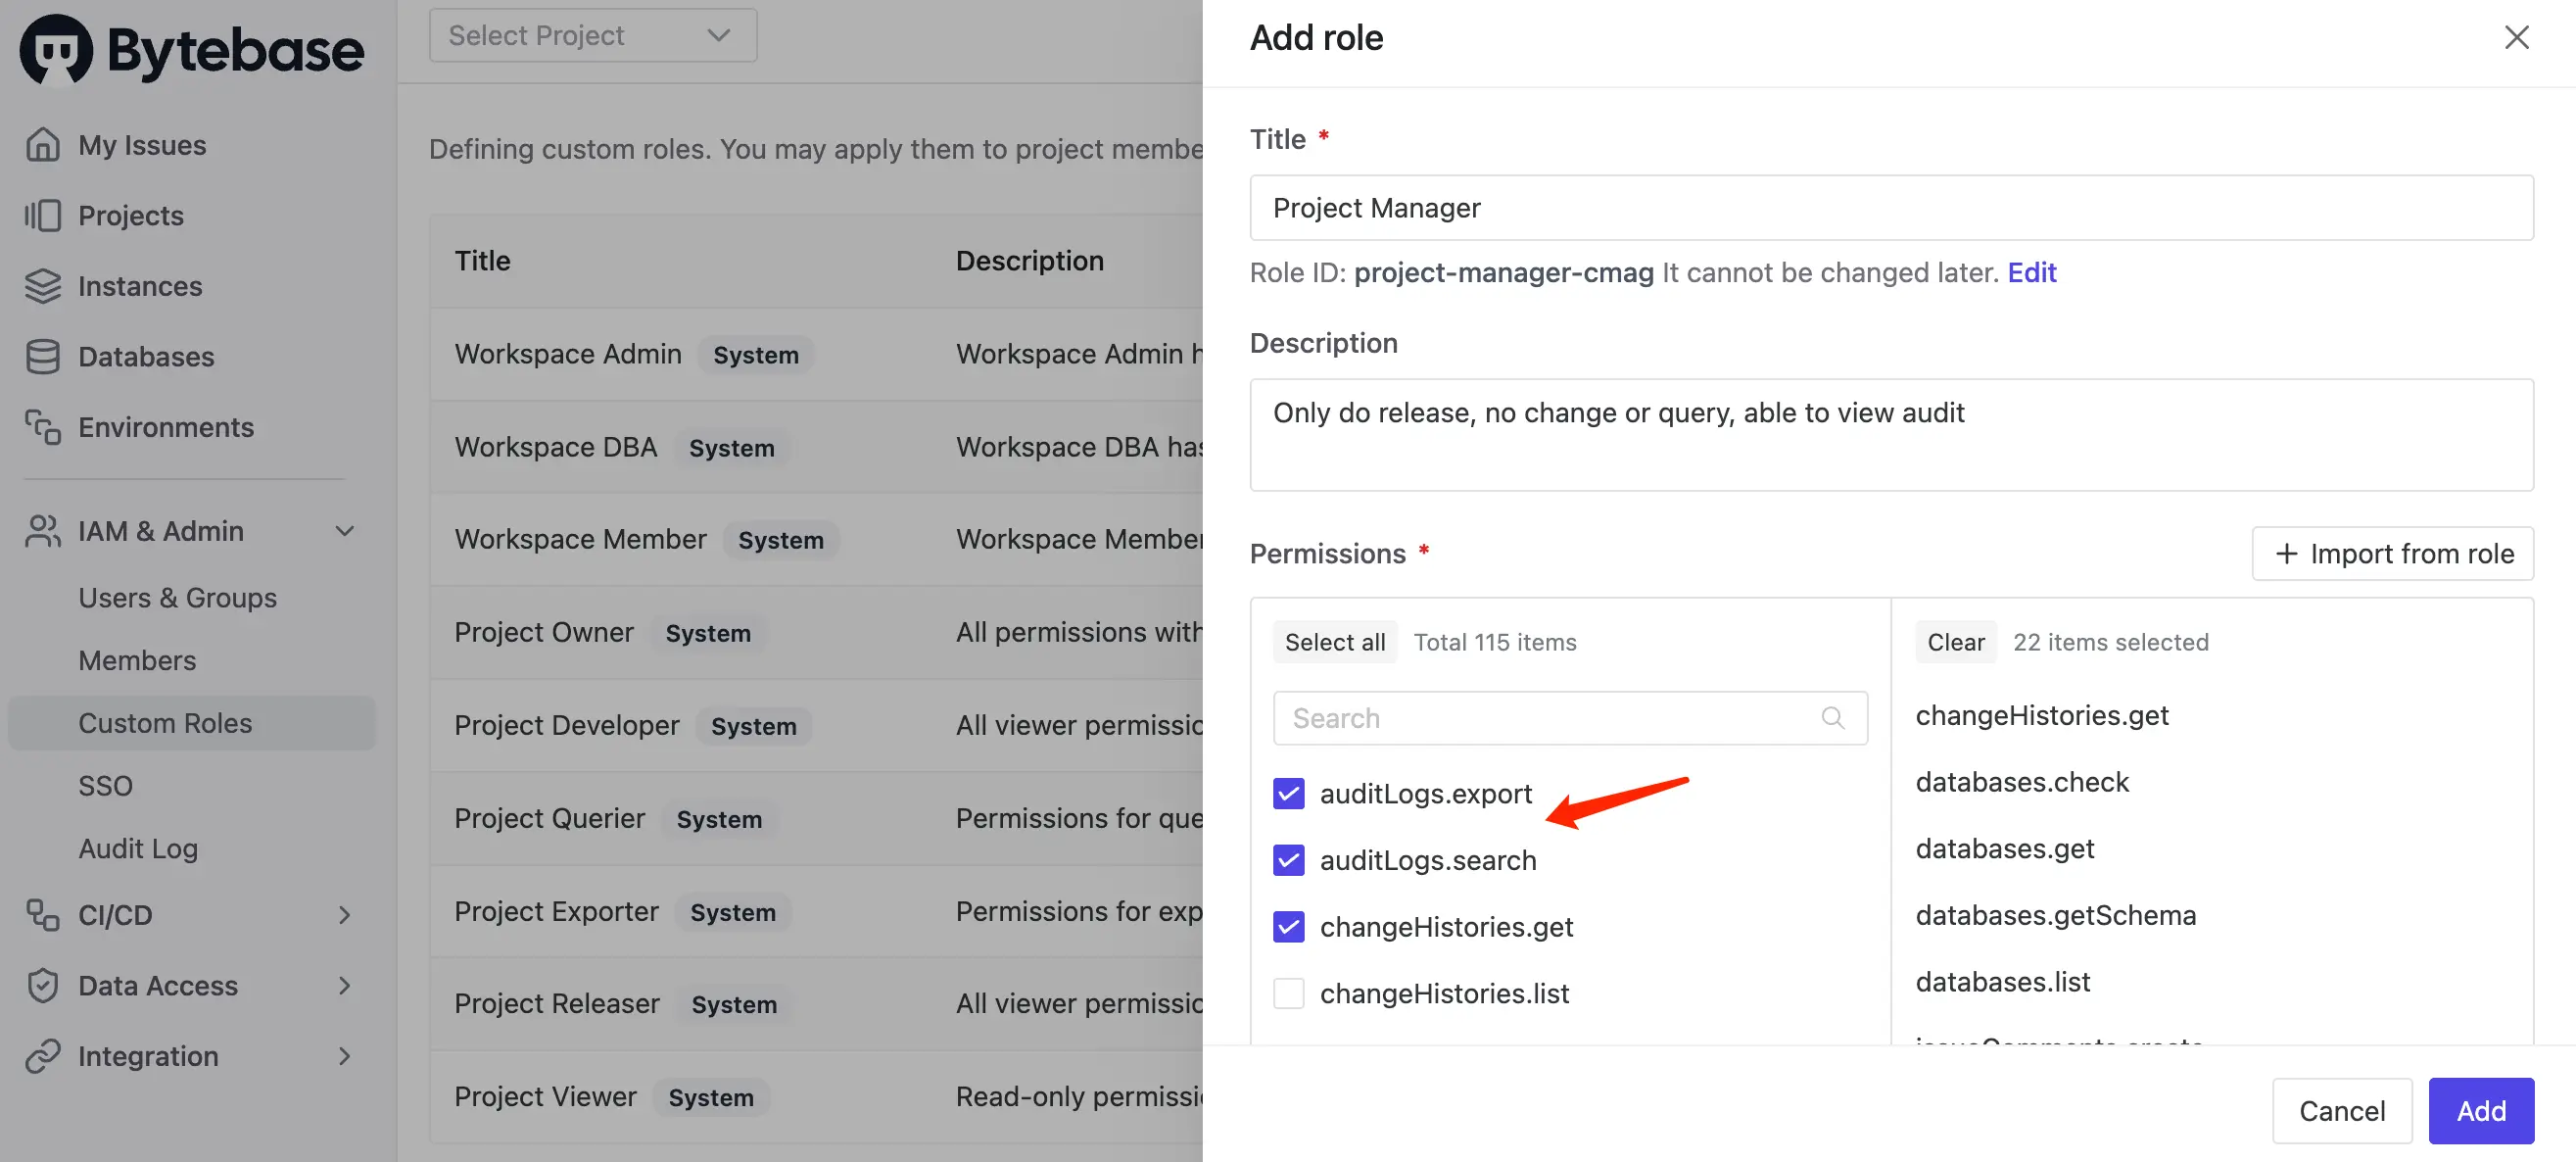 Bytebase
My Issues
Projects
Instances
Databases
Environments
IAM & Admin
Users & Groups
Members
Custom Roles
SSO
Audit Log
CI/CD
Data Access
Integration
Select Project
Defining custom roles. You may apply them to project membe
Title Description
Workspace Admin System Workspace Admin h
Workspace DBA System Workspace DBA has
Workspace Member System Workspace Member
Project Owner System All permissions with
Project Developer System All viewer permissio
Project Querier System Permissions for que
Project Exporter System Permissions for exp
Project Releaser System All viewer permissio
Project Viewer System Read-only permissi
Add role
Title *
Project Manager
Role ID: project-manager-cmag It cannot be changed later. Edit
Description
Only do release, no change or query, able to view audit
Permissions *
+ Import from role
Select all Total 115 items
Search
auditLogs.export
auditLogs.search
changeHistories.get
changeHistories.list
Clear 22 items selected
changeHistories.get
databases.check
databases.get
databases.getSchema
databases.list
Cancel Add